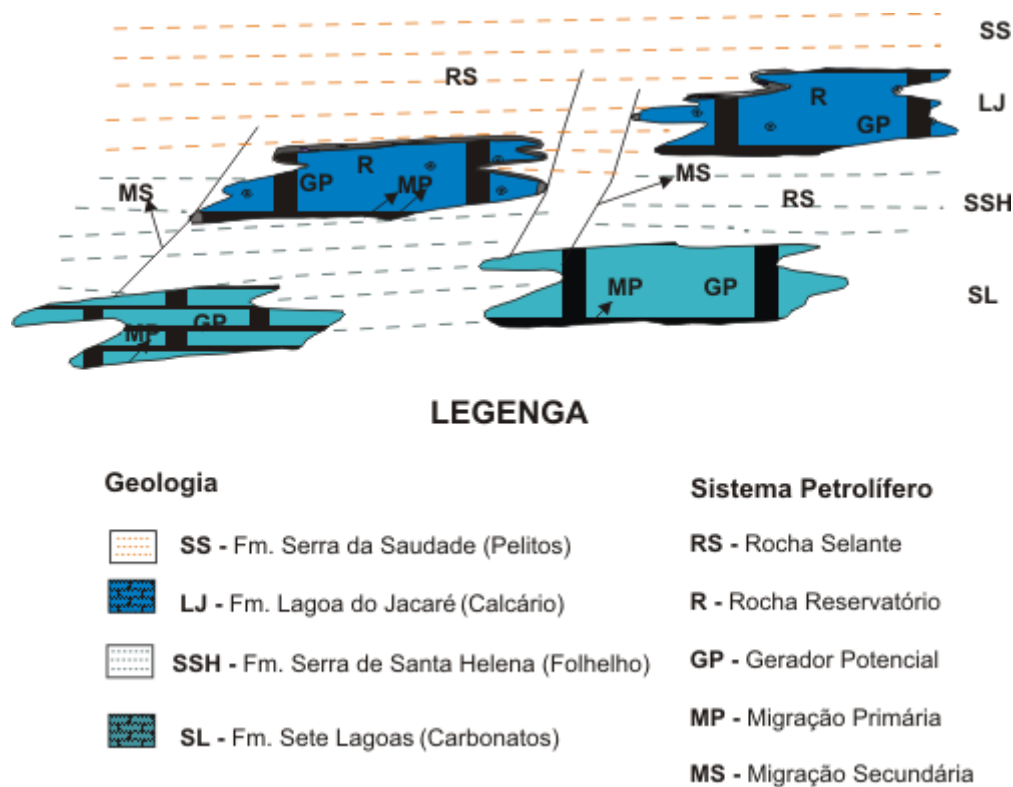 SS
RS
R
LJ
GP
R
GP
MP
MS
MS
RS
SSH
MP
GP
SL
GP
MP
LEGENGA
Geologia
SS - Fm. Serra da Saudade (Pelitos)
LJ - Fm. Lagoa do Jacaré (Calcário)
SSH - Fm. Serra de Santa Helena (Folhelho)
SL - Fm. Sete Lagoas (Carbonatos)
Sistema Petrolífero
RS - Rocha Selante
R - Rocha Reservatório
GP - Gerador Potencial
MP - Migração Primária
MS - Migração Secundária